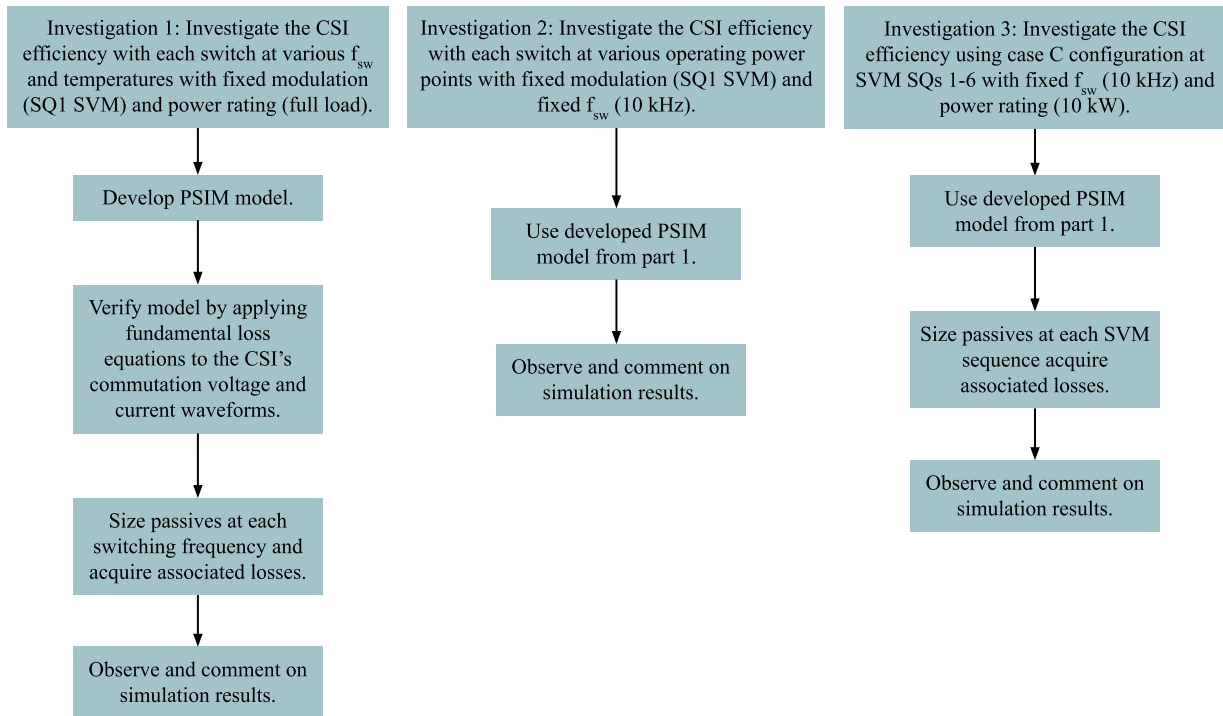 Investigation 1: Investigate the CSI
efficiency with each switch at various f_sw
and temperatures with fixed modulation
(SQ1 SVM) and power rating (full load).
Develop PSIM model.
Verify model by applying
fundamental loss
equations to the CSI's
commutation voltage and
current waveforms.
Size passives at each
switching frequency and
acquire associated losses.
Observe and comment on
simulation results.
Investigation 2: Investigate the CSI efficiency
with each switch at various operating power
points with fixed modulation (SQ1 SVM) and
fixed f_sw (10 kHz).
Use developed PSIM
model from part 1.
Observe and comment on
simulation results.
Investigation 3: Investigate the CSI
efficiency using case C configuration at
SVM SQs 1-6 with fixed f_sw (10 kHz) and
power rating (10 kW).
Use developed PSIM
model from part 1.
Size passives at each SVM
sequence acquire
associated losses.
Observe and comment on
simulation results.